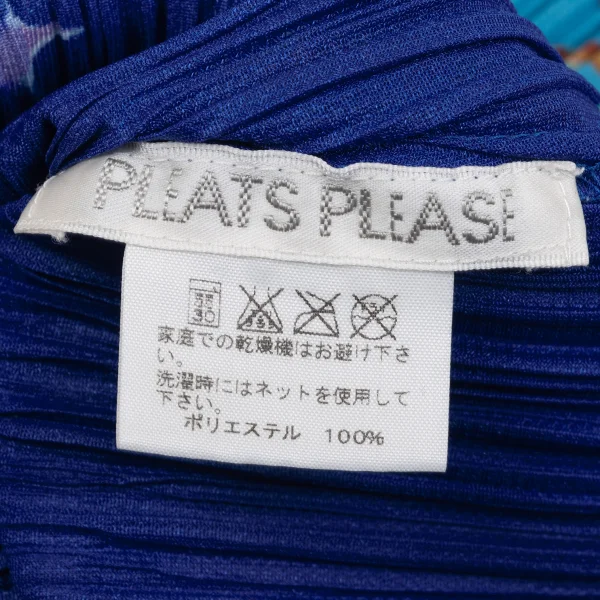 PLEATS PLEASE
家庭での乾燥機はお避け下さ
い。
洗濯時にはネットを使用して
下さい。
ポリエステル 100%